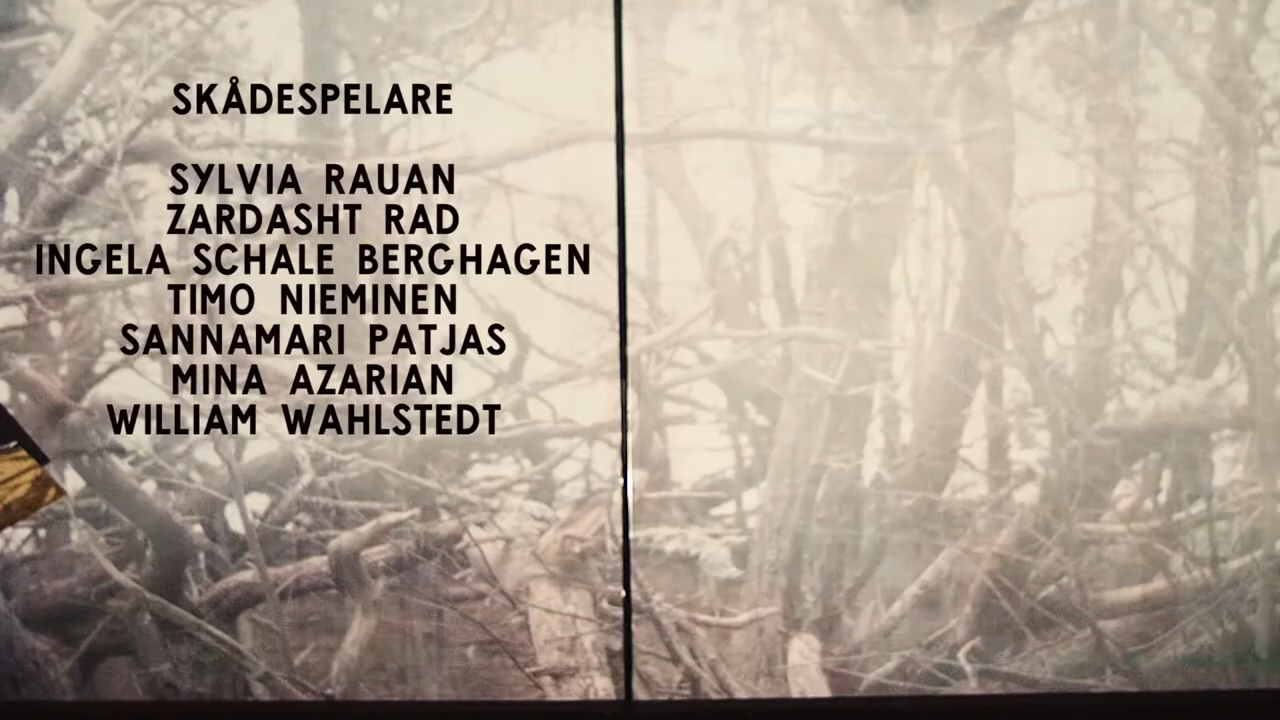 SKÅDESPELARE
SYLVIA RAUAN
ZARDASHT RAD
INGELA SCHALE BERGHAGEN
TIMO NIEMINEN
SANNAMARI PATJAS
MINA AZARIAN
WILLIAM WAHLSTEDT